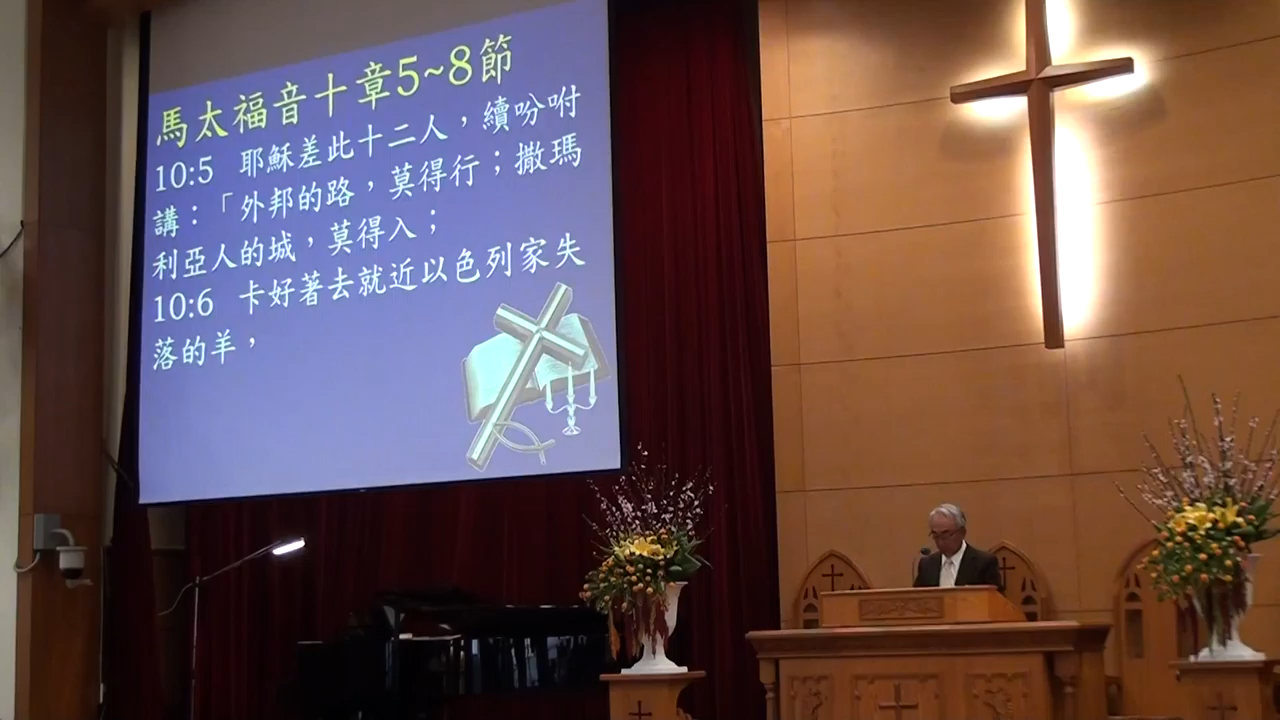 馬太福音十章5~8節
10:5 耶穌差此十二人，續吩咐
講：「外邦的路，莫得行；撒瑪
利亞人的城，莫得入；
10:6 卡好著去就近以色列家失
落的羊，